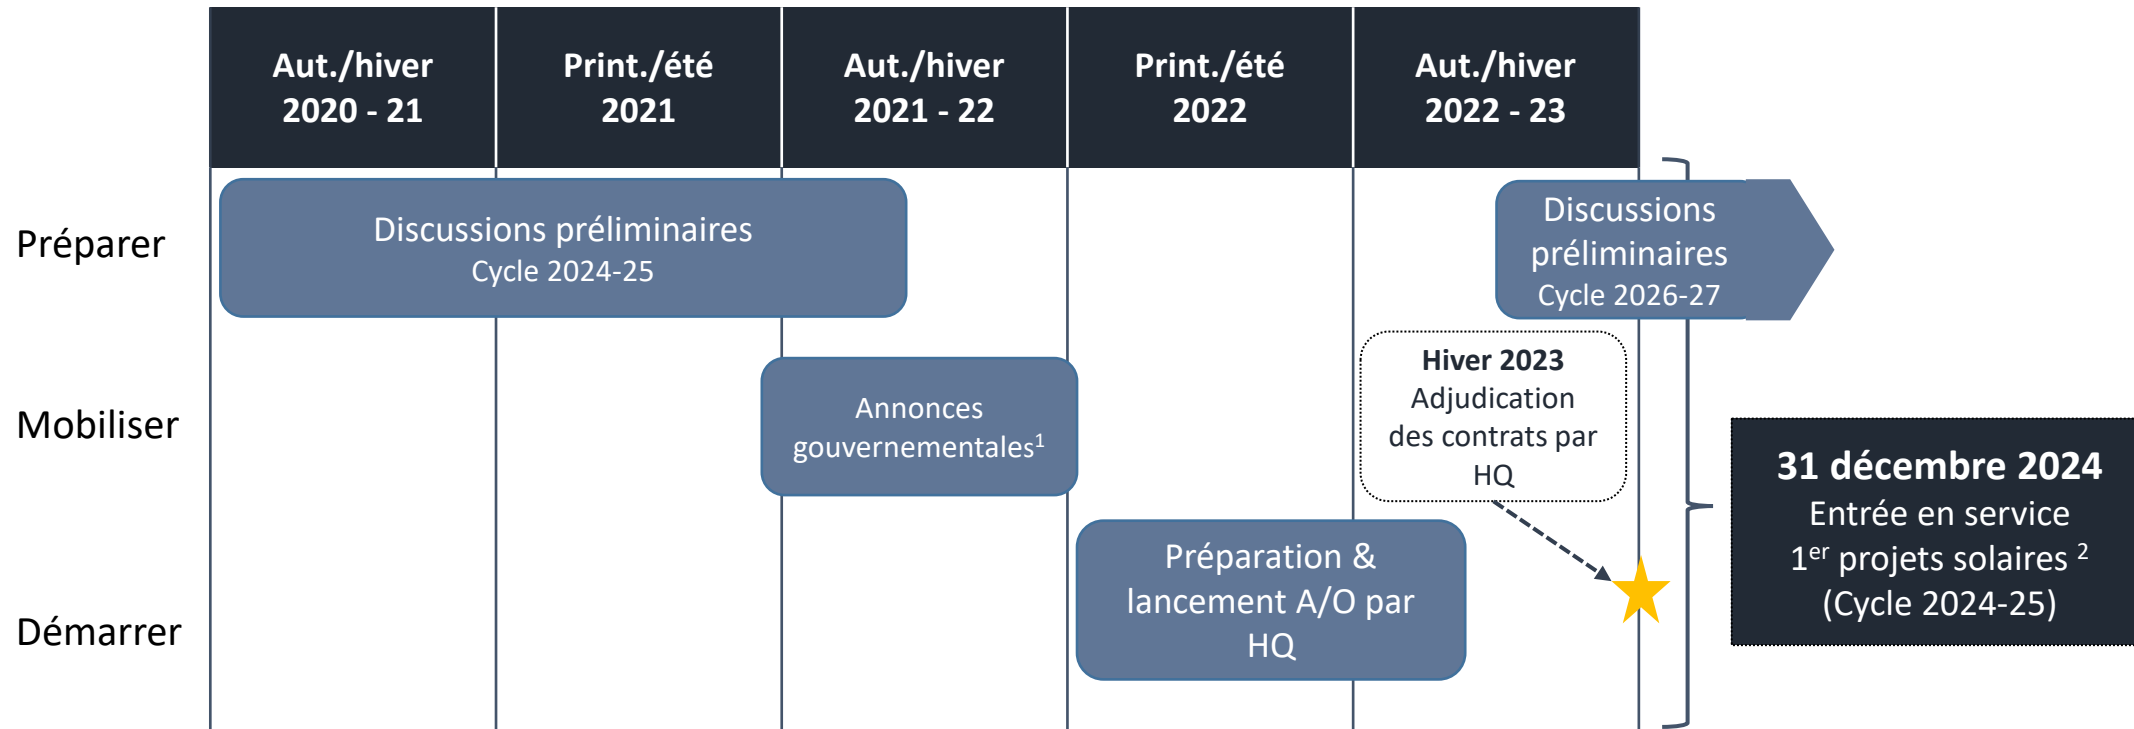 Aut./hiver
2020 - 21
Print./été
2021
Aut./hiver
2021 - 22
Print./été
2022
Aut./hiver
2022 - 23
Préparer
Discussions préliminaires
Cycle 2024-25
Discussions
préliminaires
Cycle 2026-27
Mobiliser
Annonces
gouvernementales¹
Hiver 2023
Adjudication
des contrats par
HQ
Démarrer
Préparation &
lancement A/O par
HQ
31 décembre 2024
Entrée en service
1er projets solaires ²
(Cycle 2024-25)